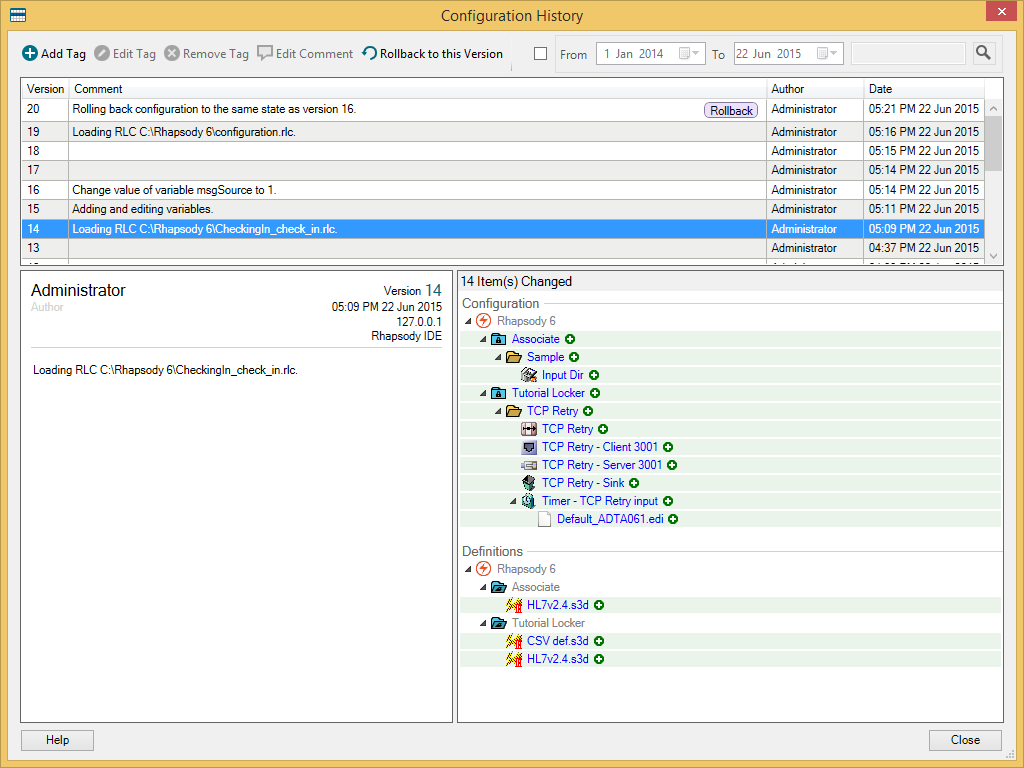 Configuration History
Add Tag Edit Tag Remove Tag Edit Comment Rollback to this Version From 1 Jan 2014 To 22 Jun 2015
Version Comment Author Date
20 Rolling back configuration to the same state as version 16. Rollback Administrator 05:21 PM 22 Jun 2015
19 Loading RLC C:\Rhapsody 6\configuration.rlc. Administrator 05:16 PM 22 Jun 2015
18 Administrator 05:15 PM 22 Jun 2015
17 Administrator 05:14 PM 22 Jun 2015
16 Change value of variable msgSource to 1. Administrator 05:14 PM 22 Jun 2015
15 Adding and editing variables. Administrator 05:11 PM 22 Jun 2015
14 Loading RLC C:\Rhapsody 6\CheckingIn_check_in.rlc. Administrator 05:09 PM 22 Jun 2015
13 Administrator 04:37 PM 22 Jun 2015
Administrator Version 14
Author 05:09 PM 22 Jun 2015
127.0.0.1
Rhapsody IDE
Loading RLC C:\Rhapsody 6\CheckingIn_check_in.rlc.
14 Item(s) Changed
Configuration
Rhapsody 6
Associate
Sample
Input Dir
Tutorial Locker
TCP Retry
TCP Retry
TCP Retry - Client 3001
TCP Retry - Server 3001
TCP Retry - Sink
Timer - TCP Retry input
Default_ADTA061.edi
Definitions
Rhapsody 6
Associate
HL7v2.4.s3d
Tutorial Locker
CSV def.s3d
HL7v2.4.s3d
Help Close